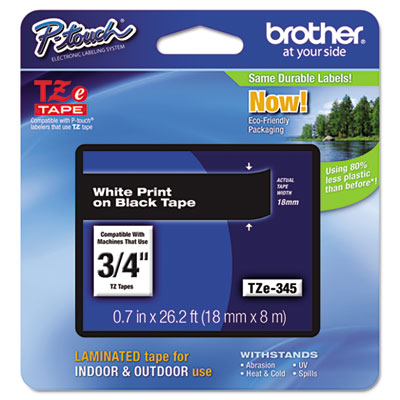 P-touch
ELECTRONIC LABELING SYSTEM
brother
at your side
TZe
TAPE
Compatible with P-touch®
labelers that use TZ tape
Same Durable Labels!
Now!
Eco-Friendly
Packaging
Using 80%
less plastic
than before*!
White Print
on Black Tape
ACTUAL
TAPE
WIDTH
18mm
Compatible With
Machines That Use
3/4"
TZ Tapes
TZe-345
0.7 in x 26.2 ft (18 mm x 8 m)
LAMINATED tape for
INDOOR & OUTDOOR use
WITHSTANDS
• Abrasion • UV
• Heat & Cold • Spills